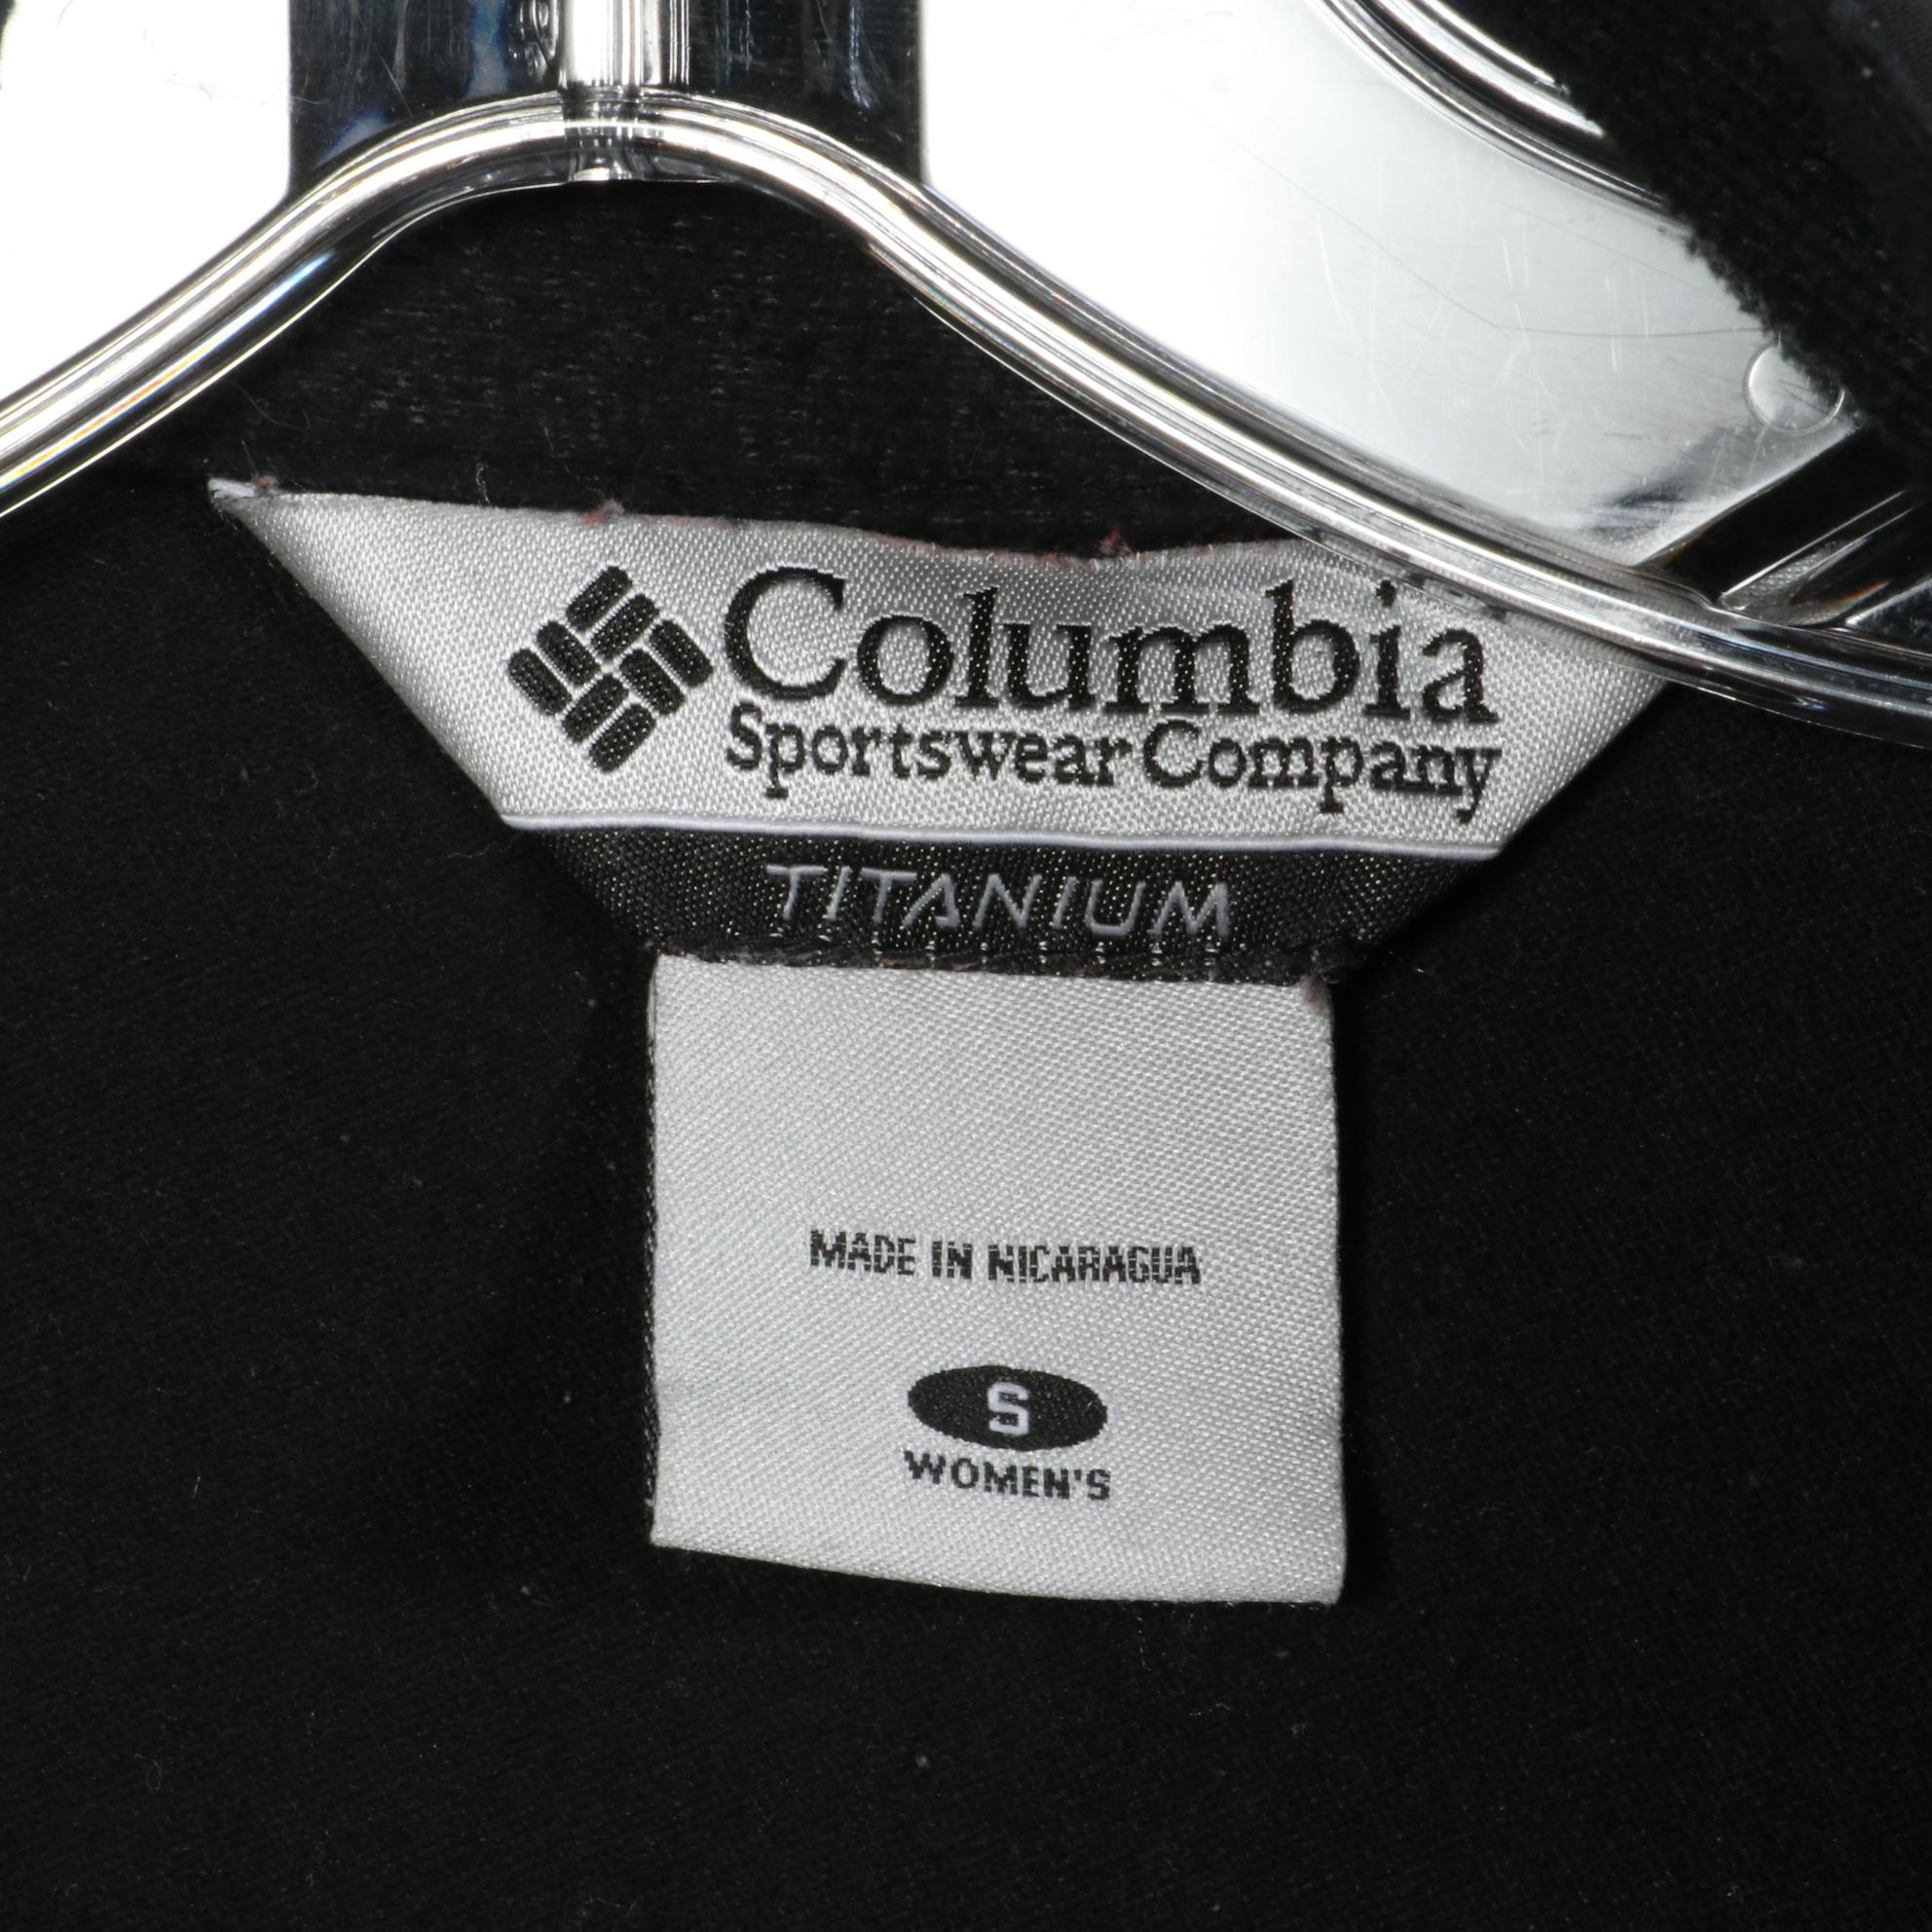 Columbia
Sportswear Company
TITANIUM
MADE IN NICARAGUA
S
WOMEN'S